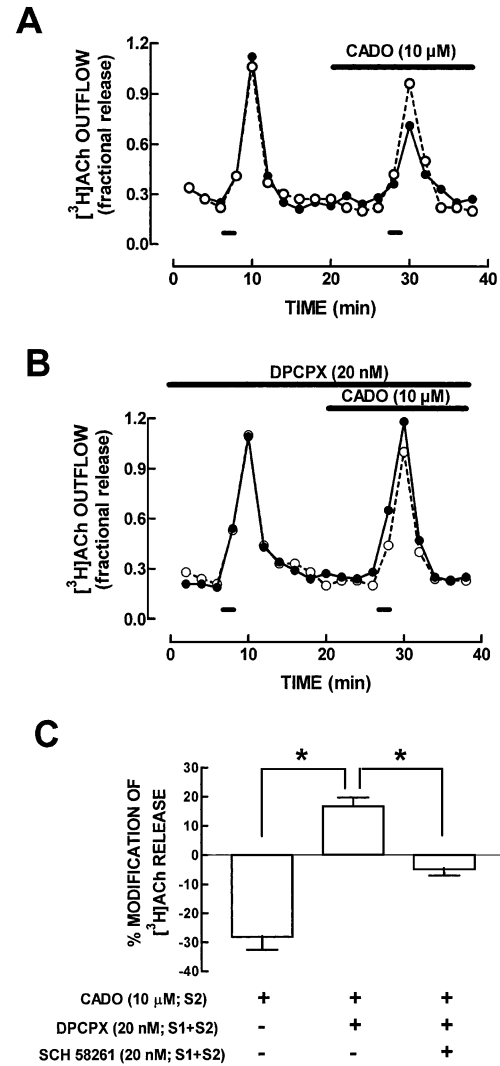 A
CADO (10 µM)
[³H]ACh OUTFLOW
(fractional release)
1.2
0.9
0.6
0.3
0.0
0 10 20 30 40
TIME (min)
B
DPCPX (20 nM)
CADO (10 µM)
[³H]ACh OUTFLOW
(fractional release)
1.2
0.9
0.6
0.3
0.0
0 10 20 30 40
TIME (min)
C
% MODIFICATION OF
[³H]ACh RELEASE
30
20
10
0
-10
-20
-30
-40
* *
CADO (10 µM; S2) + + +
DPCPX (20 nM; S1+S2) - + +
SCH 58261 (20 nM; S1+S2) - - +